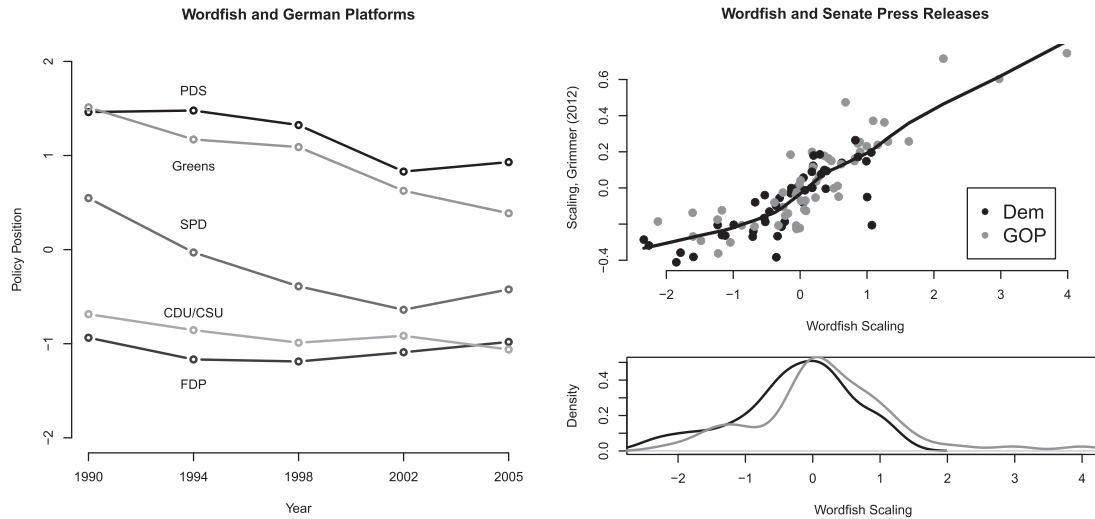 Wordfish and German Platforms
Policy Position
2
1
0
−1
−2
PDS
Greens
SPD
CDU/CSU
FDP
1990 1994 1998 2002 2005
Year
Wordfish and Senate Press Releases
Scaling, Grimmer (2012)
0.6
0.4
0.2
0.0
−0.4
Dem
GOP
−2 −1 0 1 2 3 4
Wordfish Scaling
Density
0.4
0.2
0.0
−2 −1 0 1 2 3 4
Wordfish Scaling